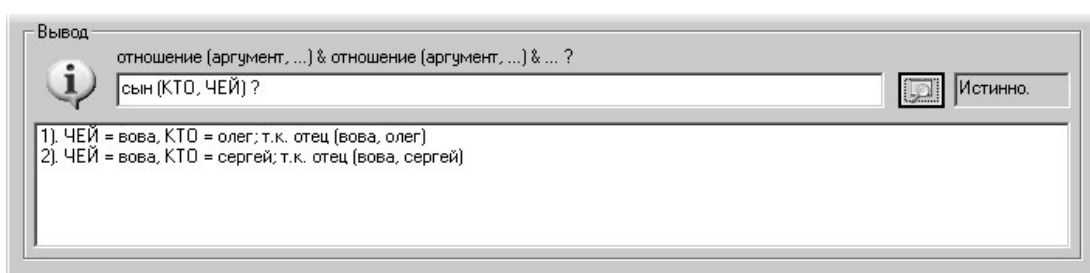 Вывод
отношение (аргумент, ...) & отношение (аргумент, ...) & ... ?
сын (КТО, ЧЕЙ) ?
Истинно.
1). ЧЕЙ = вова, КТО = олег; т.к. отец (вова, олег)
2). ЧЕЙ = вова, КТО = сергей; т.к. отец (вова, сергей)